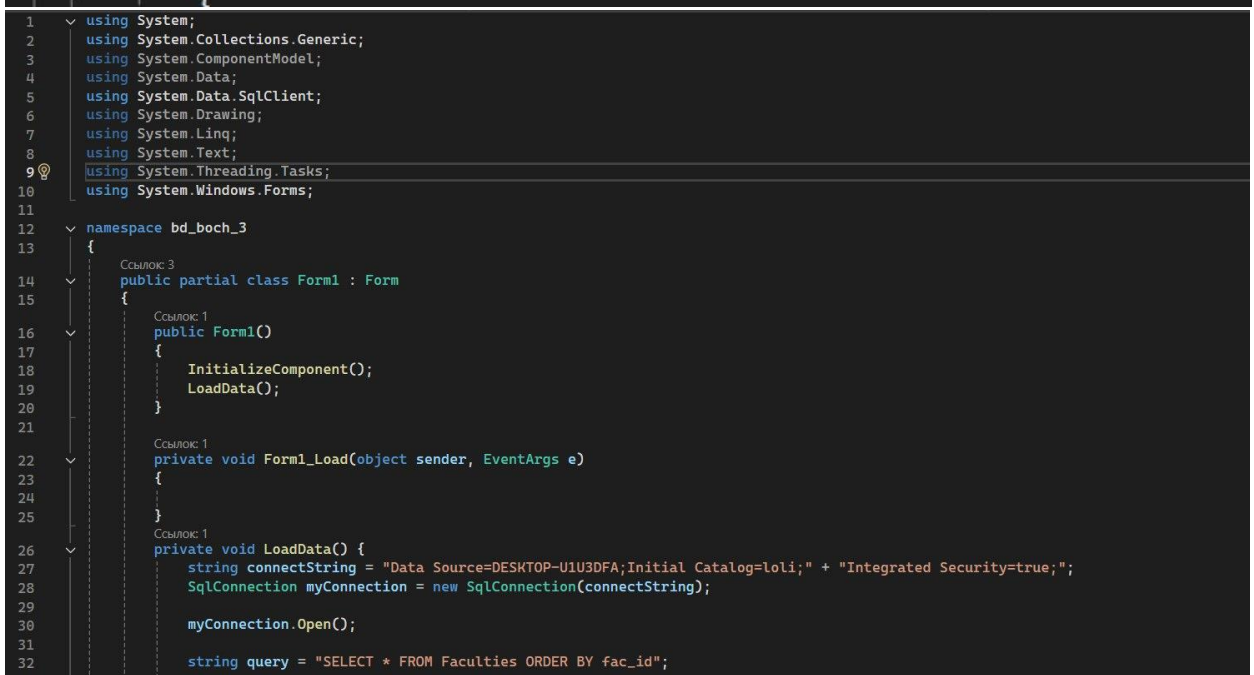 1 using System;
2 using System.Collections.Generic;
3 using System.ComponentModel;
4 using System.Data;
5 using System.Data.SqlClient;
6 using System.Drawing;
7 using System.Linq;
8 using System.Text;
9 using System.Threading.Tasks;
10 using System.Windows.Forms;
11
12 namespace bd_boch_3
13 {
Ссылок: 3
14 public partial class Form1 : Form
15 {
Ссылок: 1
16 public Form1()
17 {
18 InitializeComponent();
19 LoadData();
20 }
21
Ссылок: 1
22 private void Form1_Load(object sender, EventArgs e)
23 {
24
25 }
Ссылок: 1
26 private void LoadData() {
27 string connectString = "Data Source=DESKTOP-U1U3DFA;Initial Catalog=loli;" + "Integrated Security=true;";
28 SqlConnection myConnection = new SqlConnection(connectString);
29
30 myConnection.Open();
31
32 string query = "SELECT * FROM Faculties ORDER BY fac_id";